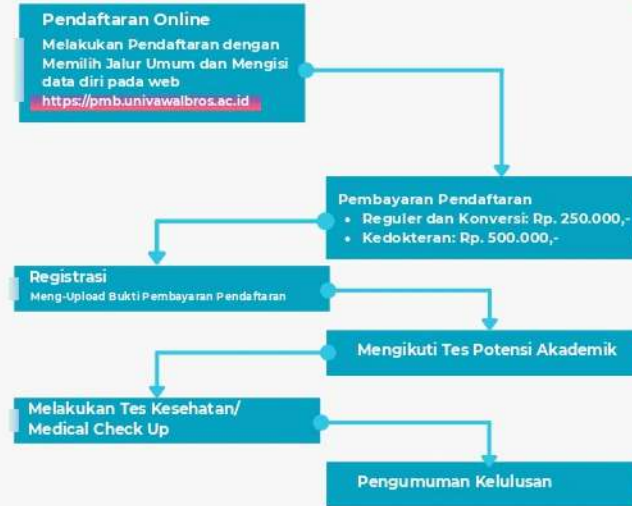 Pendaftaran Online
Melakukan Pendaftaran dengan
Memilih Jalur Umum dan Mengisi
data diri pada web
https://pmb.univawalbros.ac.id
Pembayaran Pendaftaran
• Reguler dan Konversi: Rp. 250.000,-
• Kedokteran: Rp. 500.000,-
Registrasi
Meng-Upload Bukti Pembayaran Pendaftaran
Mengikuti Tes Potensi Akademik
Melakukan Tes Kesehatan/
Medical Check Up
Pengumuman Kelulusan